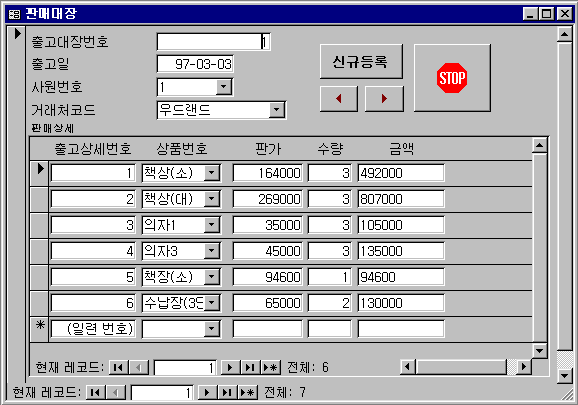 판매대장
출고대장번호 1
출고일 97-03-03
사원번호 1
거래처코드 우드랜드
신규등록
STOP
판매상세
출고상세번호 상품번호 판가 수량 금액
1 책상(소) 164000 3 492000
2 책상(대) 269000 3 807000
3 의자1 35000 3 105000
4 의자3 45000 3 135000
5 책장(소) 94600 1 94600
6 수납장(3단 65000 2 130000
(일련 번호)
현재 레코드: 1 전체: 6
현재 레코드: 1 전체: 7